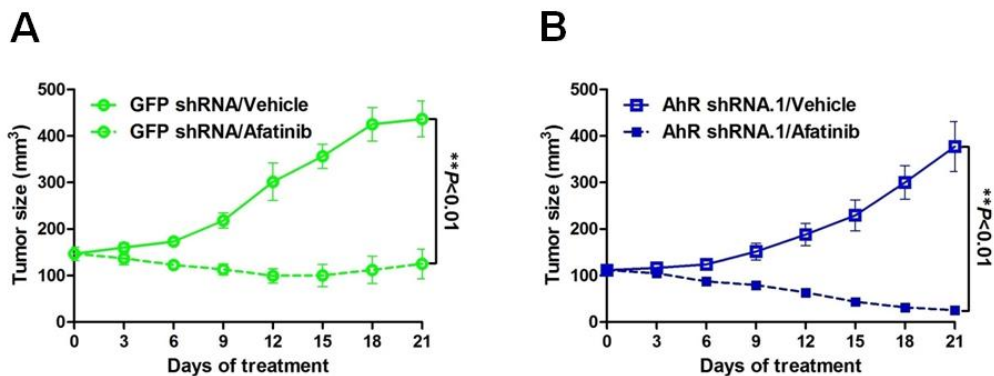 A
500
400
300
200
100
0
Tumor size (mm³)
GFP shRNA/Vehicle
GFP shRNA/Afatinib
**P<0.01
0 3 6 9 12 15 18 21
Days of treatment
B
500
400
300
200
100
0
Tumor size (mm³)
AhR shRNA.1/Vehicle
AhR shRNA.1/Afatinib
**P<0.01
0 3 6 9 12 15 18 21
Days of treatment